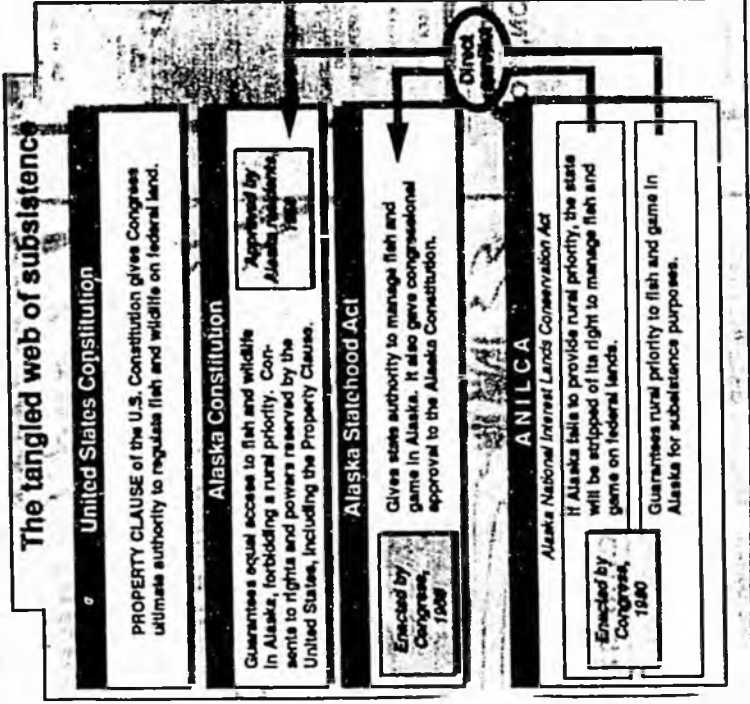 The tangled web of subsistence
United States Constitution
PROPERTY CLAUSE of the U.S. Constitution gives Congress
ultimate authority to regulate fish and wildlife on federal land.
Alaska Constitution
Guarantees equal access to fish and wildlife
in Alaska, forbidding a rural priority. Con-
sents to rights and powers reserved by the
United States, including the Property Clause.
Approved by
Alaska residents,
Alaska Statehood Act
Enacted by
Congress,
Gives state authority to manage fish and
game in Alaska. It also gave congressional
approval to the Alaska Constitution.
Direct
ANILCA
Alaska National Interest Lands Conservation Act
Enacted by
Congress,
1980
If Alaska fails to provide rural priority, the state
will be stripped of its right to manage fish and
game on federal lands.
Guarantees rural priority to fish and game in
Alaska for subsistence purposes.